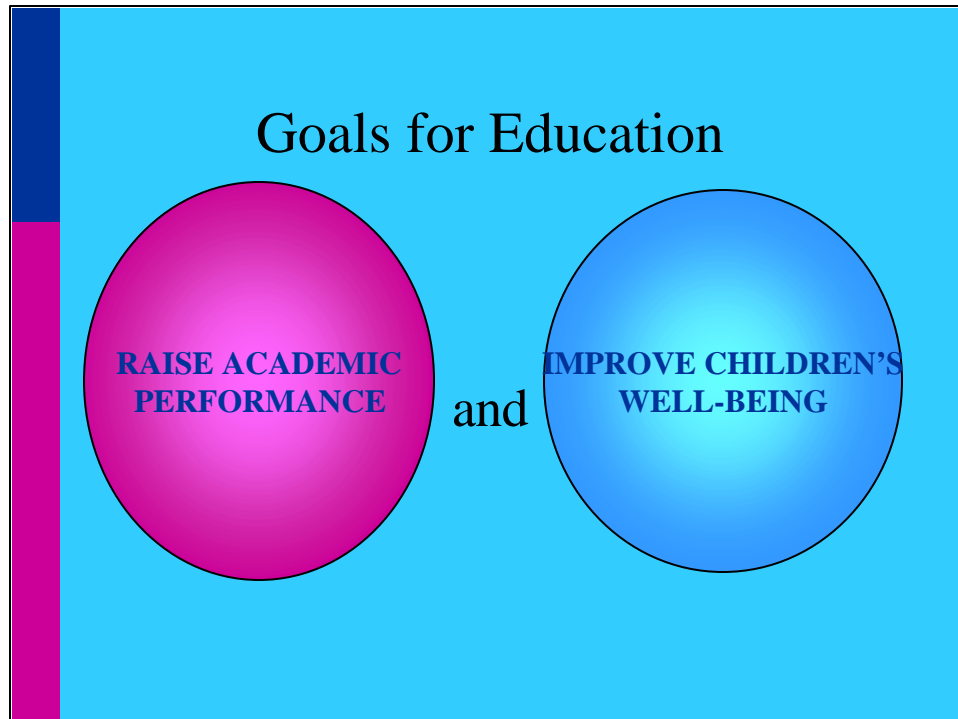 Goals for Education
RAISE ACADEMIC
PERFORMANCE
and
IMPROVE CHILDREN’S
WELL-BEING